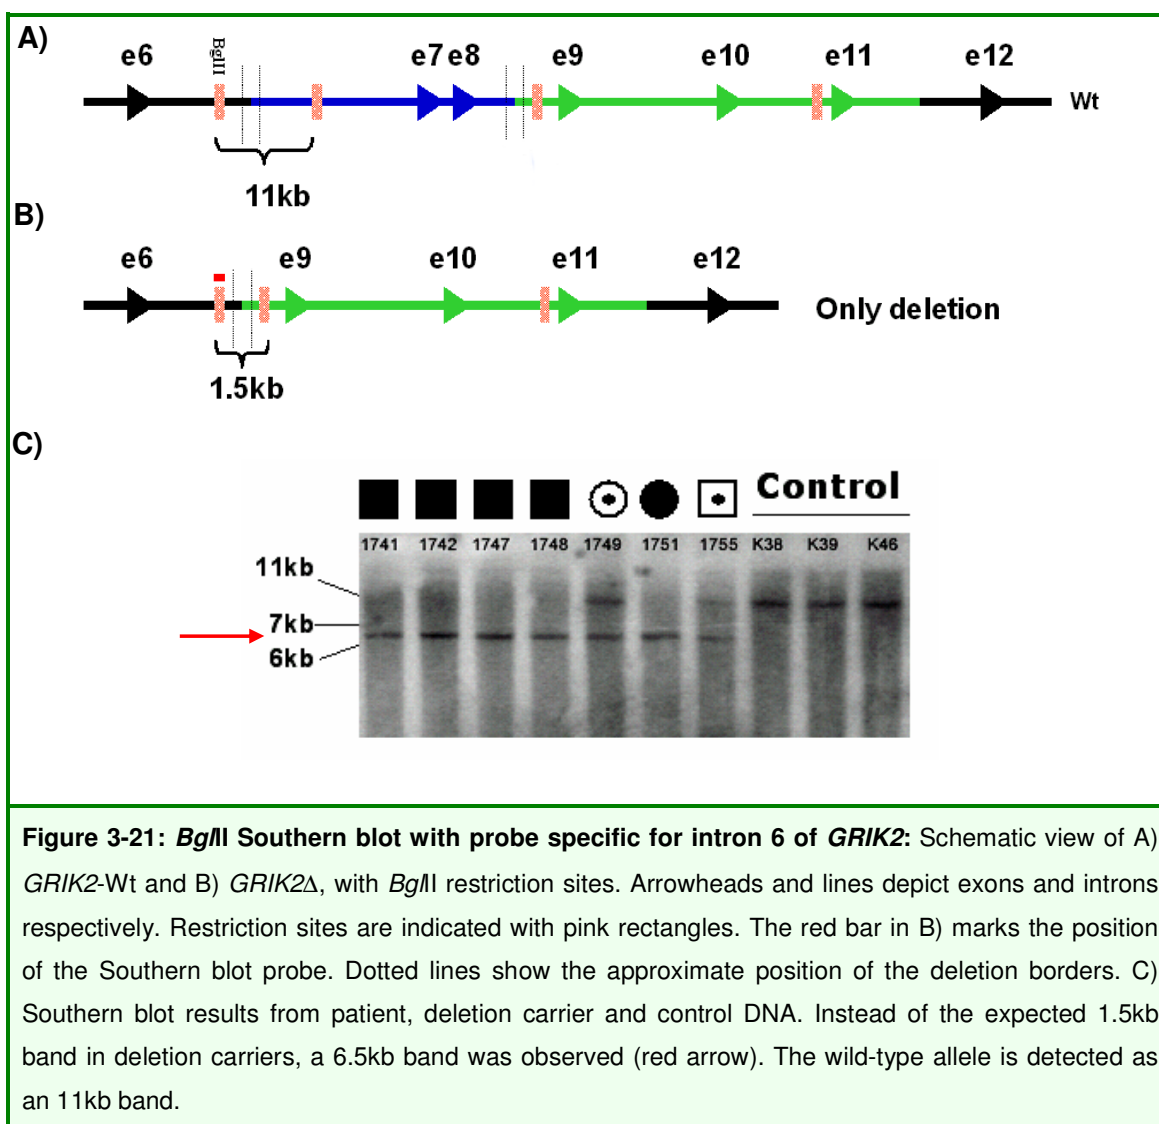 A)
e6 BglII e7 e8 e9 e10 e11 e12
Wt
11kb
B)
e6 e9 e10 e11 e12
Only deletion
1.5kb
C)
Control
1741 1742 1747 1748 1749 1751 1755 K38 K39 K46
11kb
7kb
6kb
Figure 3-21: BglII Southern blot with probe specific for intron 6 of GRIK2: Schematic view of A)
GRIK2-Wt and B) GRIK2Δ, with BglII restriction sites. Arrowheads and lines depict exons and introns
respectively. Restriction sites are indicated with pink rectangles. The red bar in B) marks the position
of the Southern blot probe. Dotted lines show the approximate position of the deletion borders. C)
Southern blot results from patient, deletion carrier and control DNA. Instead of the expected 1.5kb
band in deletion carriers, a 6.5kb band was observed (red arrow). The wild-type allele is detected as
an 11kb band.